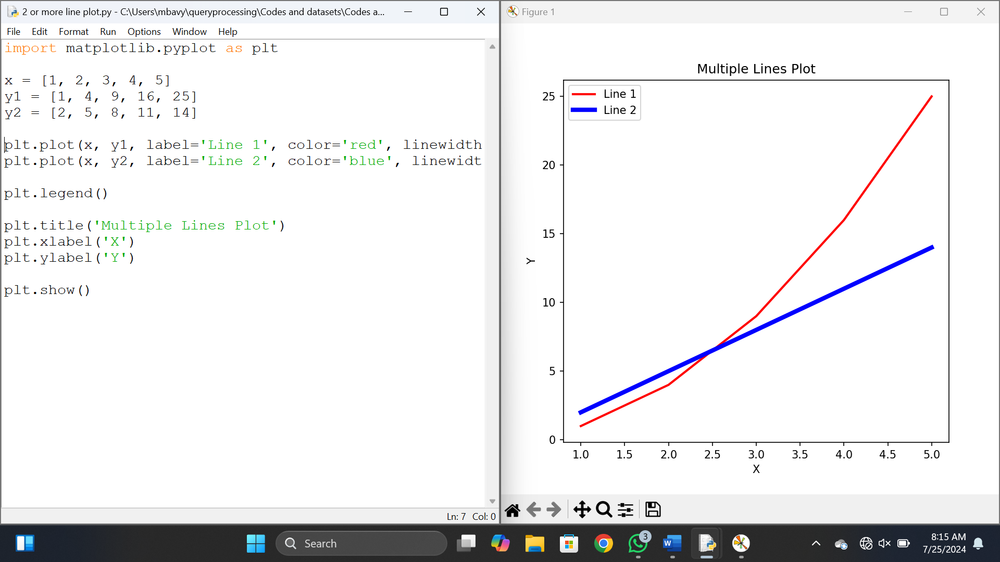 2 or more line plot.py - C:\Users\mbavy\queryprocessing\Codes and datasets\Codes a...
File Edit Format Run Options Window Help
import matplotlib.pyplot as plt
x = [1, 2, 3, 4, 5]
y1 = [1, 4, 9, 16, 25]
y2 = [2, 5, 8, 11, 14]
plt.plot(x, y1, label='Line 1', color='red', linewidth
plt.plot(x, y2, label='Line 2', color='blue', linewidt
plt.legend()
plt.title('Multiple Lines Plot')
plt.xlabel('X')
plt.ylabel('Y')
plt.show()
Ln: 7 Col: 0
Figure 1
Multiple Lines Plot
Line 1
Line 2
25
20
15
10
5
0
Y
1.0 1.5 2.0 2.5 3.0 3.5 4.0 4.5 5.0
X
Search
3
W
8:15 AM
7/25/2024